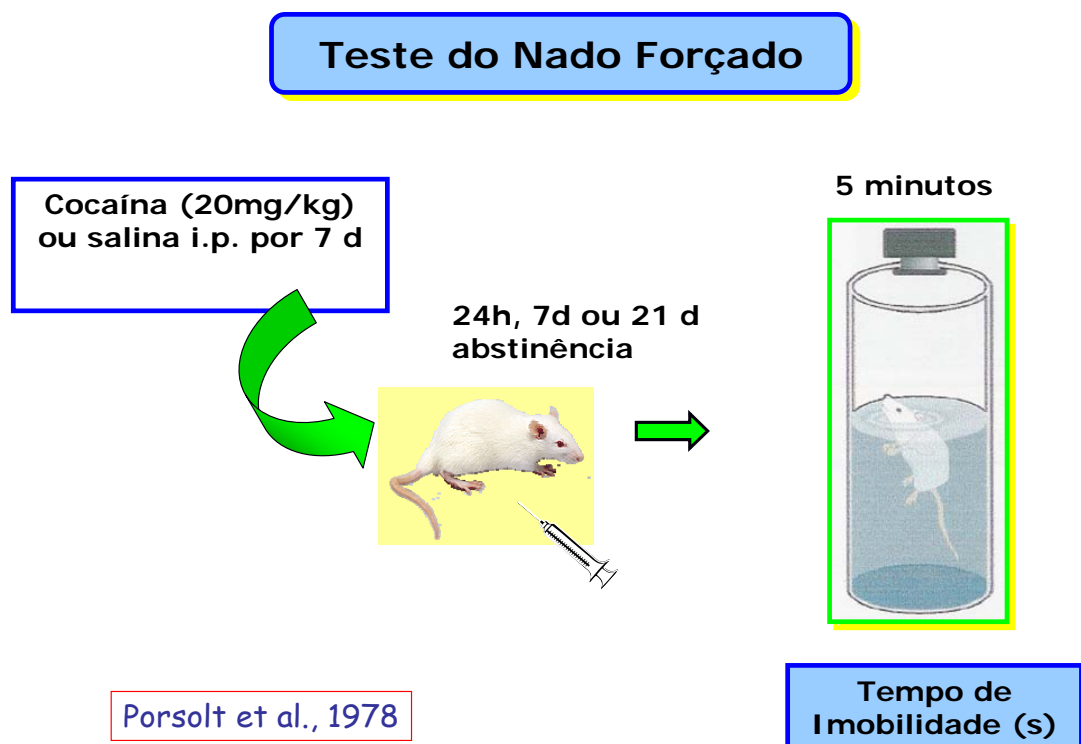 Teste do Nado Forçado
Cocaína (20mg/kg)
ou salina i.p. por 7 d
24h, 7d ou 21 d
abstinência
5 minutos
Porsolt et al., 1978
Tempo de
Imobilidade (s)